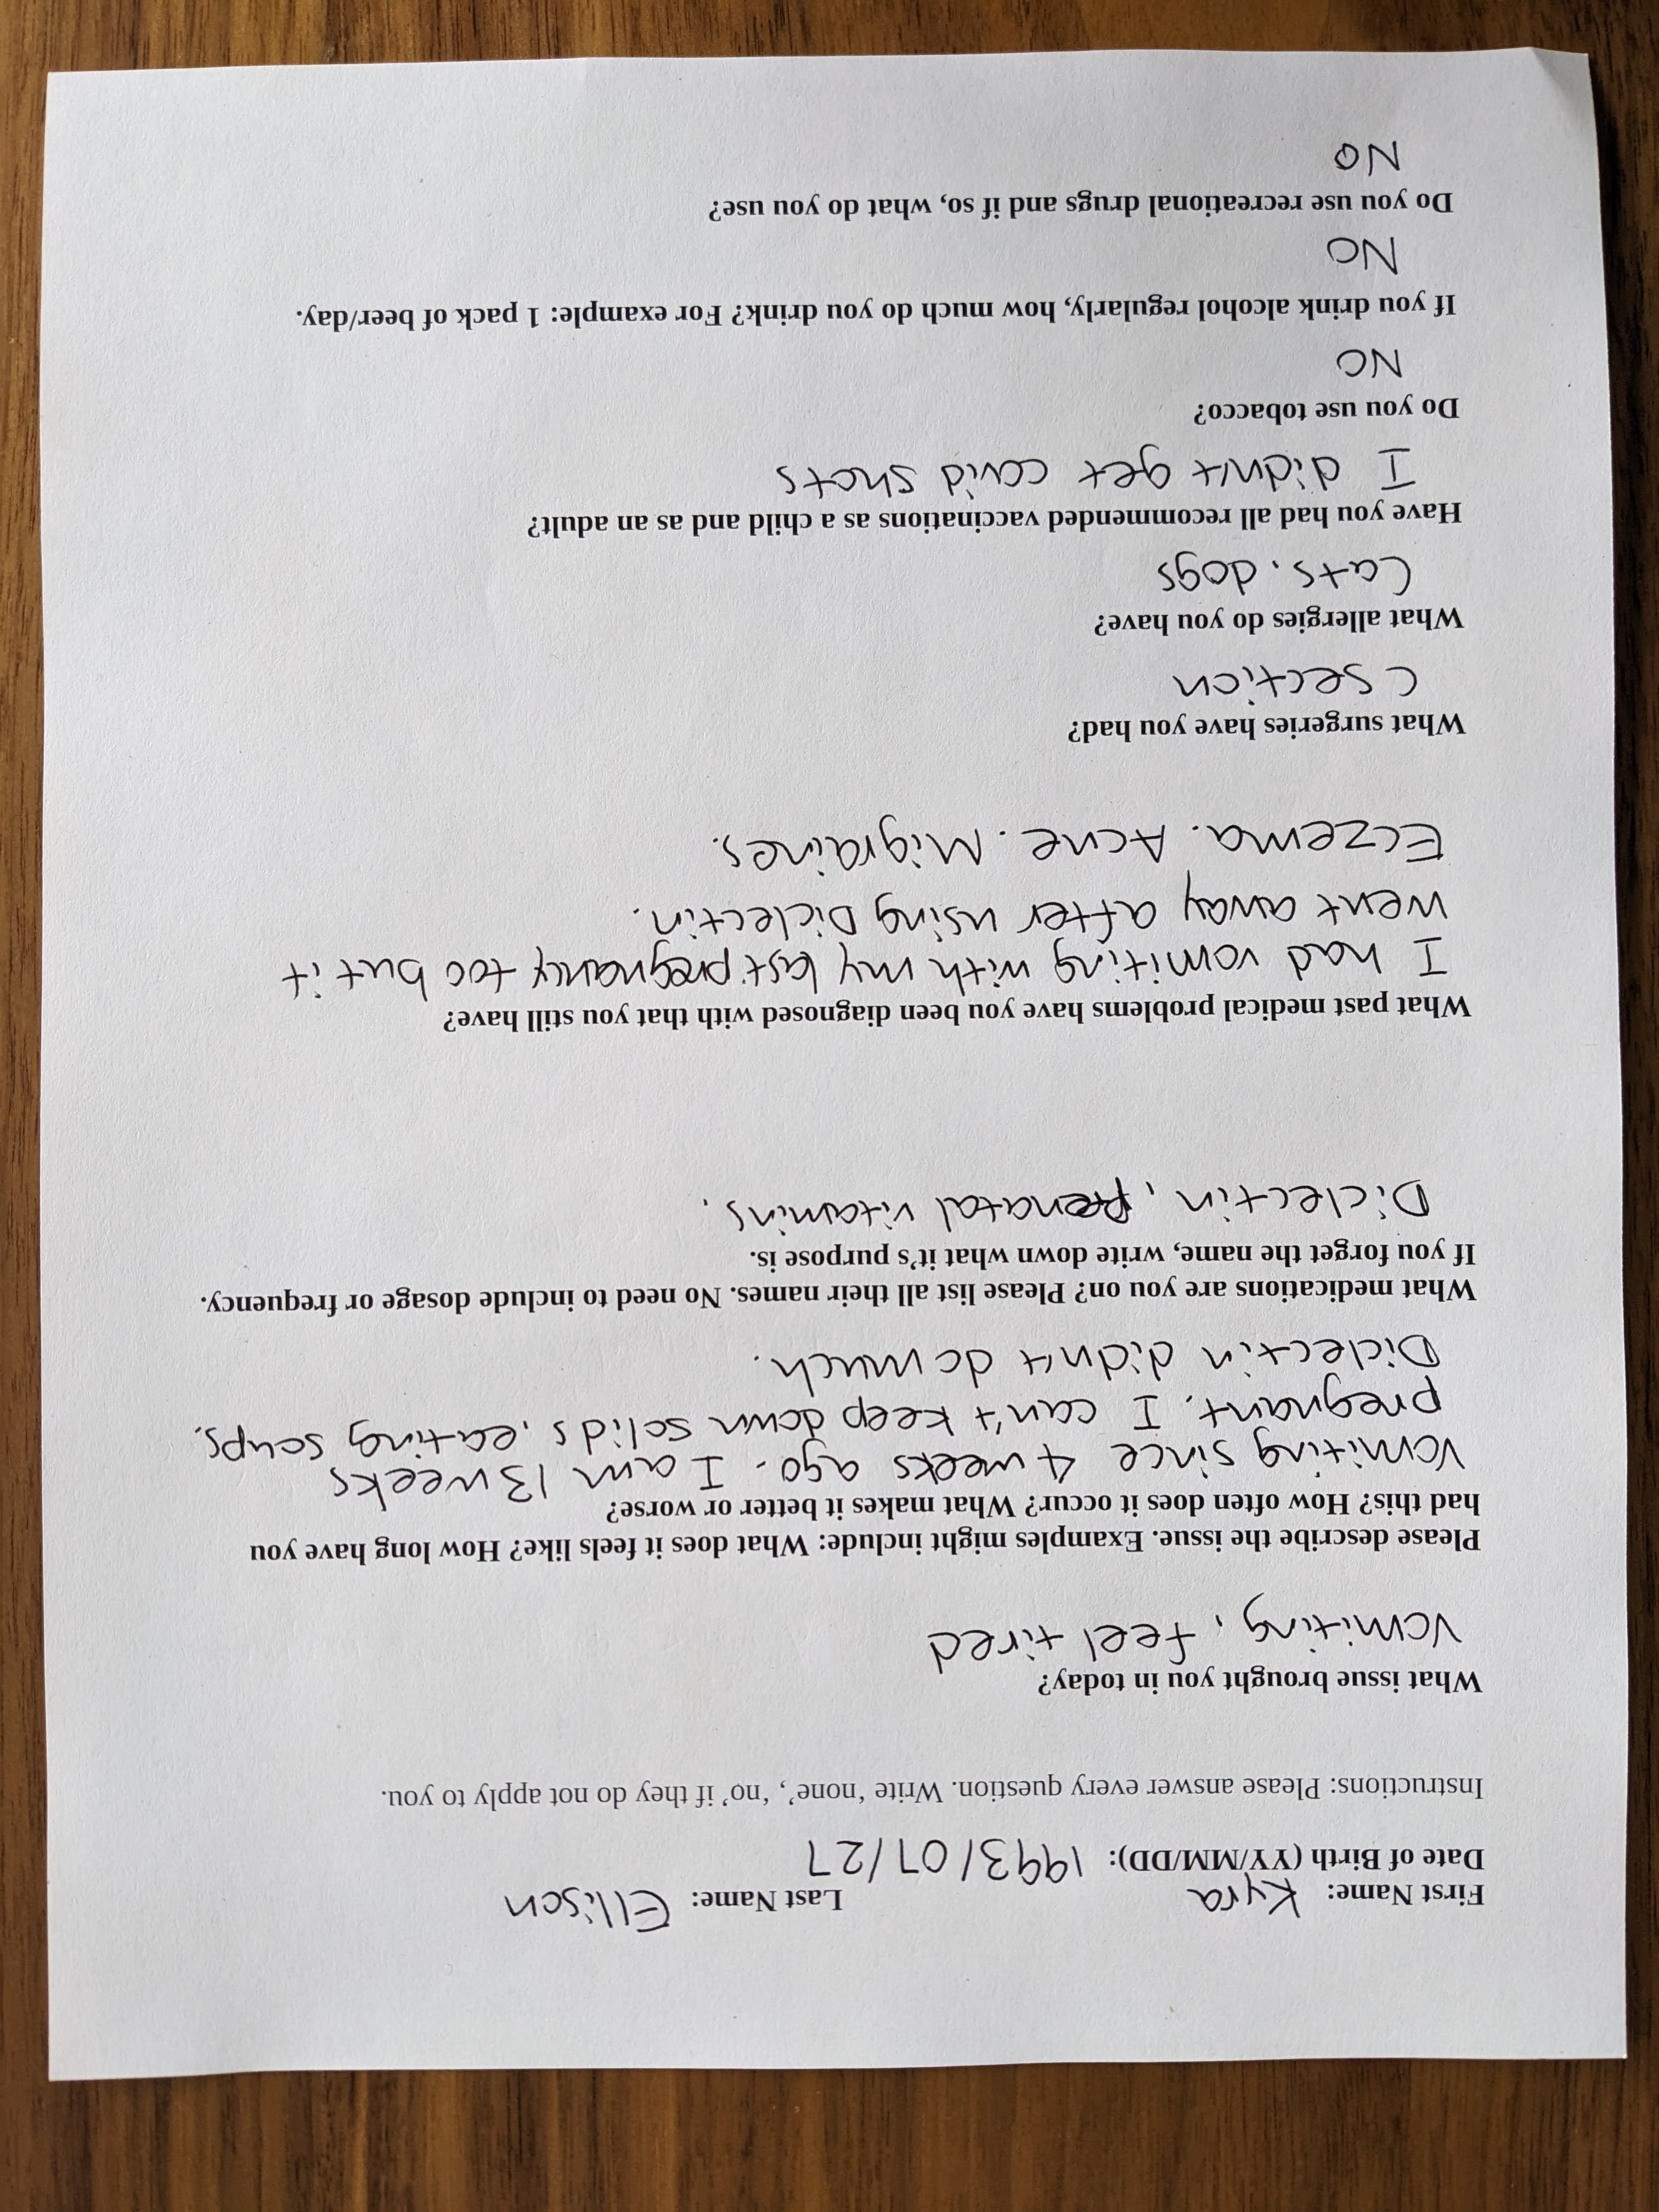 First Name: Kyra Last Name: Ellison
Date of Birth (YY/MM/DD): 1993/07/27
Instructions: Please answer every question. Write ‘none’, ‘no’ if they do not apply to you.
What issue brought you in today?
Vomiting, feel tired
Please describe the issue. Examples might include: What does it feels like? How long have you
had this? How often does it occur? What makes it better or worse?
Vomiting since 4 weeks ago. I am 13 weeks
pregnant. I can't keep down solids, eating soups.
Diclectin didn't do much.
What medications are you on? Please list all their names. No need to include dosage or frequency.
If you forget the name, write down what it’s purpose is.
Diclectin, prenatal vitamins.
What past medical problems have you been diagnosed with that you still have?
I had vomiting with my last pregnancy too but it
went away after using Diclectin.
Eczema. Acne. Migraines.
What surgeries have you had?
C section
What allergies do you have?
Cats. dogs
Have you had all recommended vaccinations as a child and as an adult?
I didn't get covid shots
Do you use tobacco?
NO
If you drink alcohol regularly, how much do you drink? For example: 1 pack of beer/day.
NO
Do you use recreational drugs and if so, what do you use?
NO